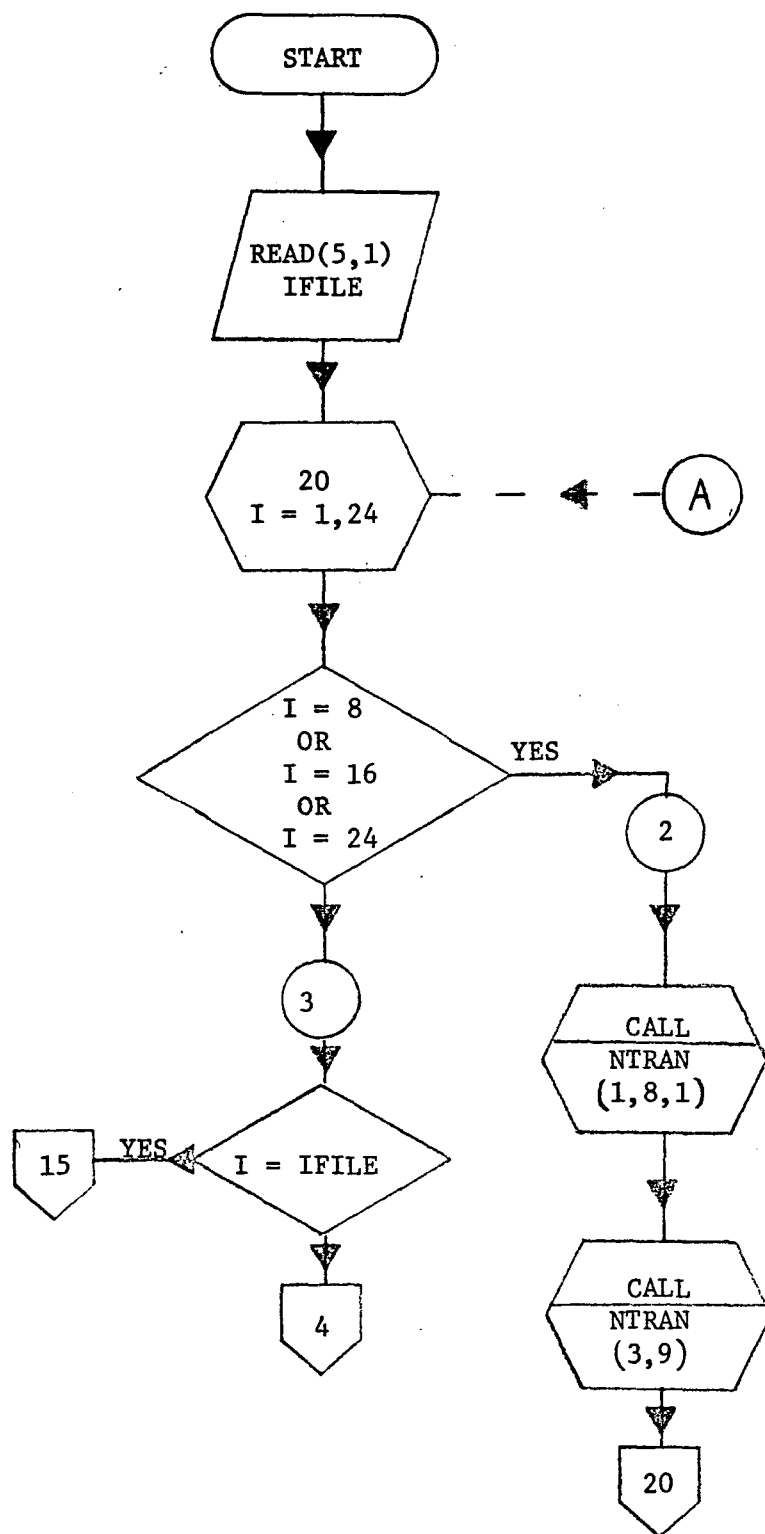 START
READ(5,1)
IFILE
20
I = 1,24
A
I = 8
OR
I = 16
OR
I = 24
YES
2
3
CALL
NTRAN
(1,8,1)
15
YES
I = IFILE
4
CALL
NTRAN
(3,9)
20